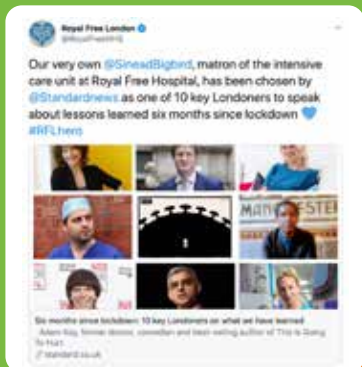 Royal Free London
@RoyalFreeNHS
Our very own @SineadBigbird, matron of the intensive
care unit at Royal Free Hospital, has been chosen by
@Standardnews as one of 10 key Londoners to speak
about lessons learned six months since lockdown 💙
#RFLhero
MANCHESTER
Six months since lockdown: 10 key Londoners on what we have learned
Adam Kay, former doctor, comedian and best-selling author of This Is Going
To Hurt
standard.co.uk